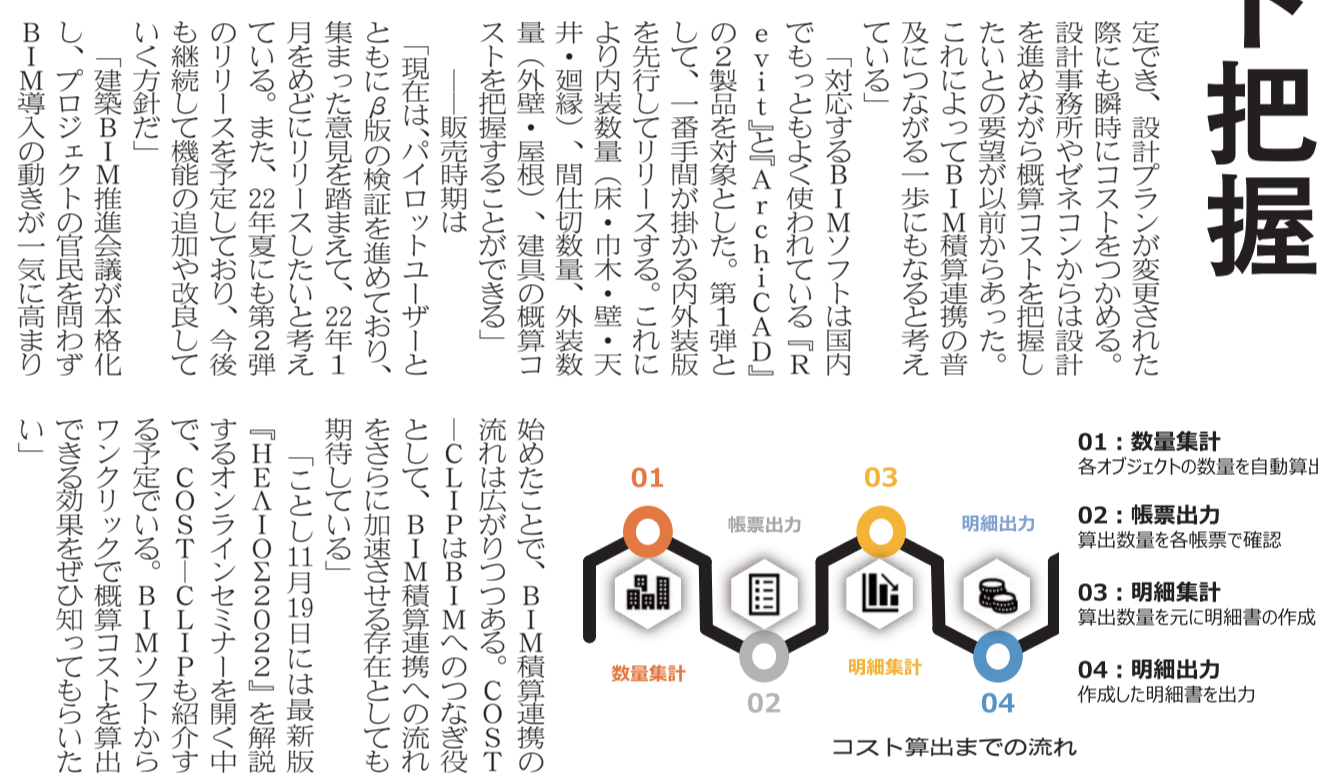 ト把握
定でき、設計プランが変更された
際にも瞬時にコストをつかめる。
設計事務所やゼネコンからは設計
を進めながら概算コストを把握し
たいとの要望が以前からあった。
これによってBIM積算連携の普
及につながる一歩にもなると考え
ている」
「対応するBIMソフトは国内
でもっともよく使われている『R
evit』と『ArchiCAD』
の2製品を対象とした。第1弾と
して、一番手間が掛かる内外装版
を先行してリリースする。これに
より内装数量（床・巾木・壁・天
井・廻縁）、間仕切数量、外装数
量（外壁・屋根）、建具の概算コ
ストを把握することができる」
――販売時期は
「現在は、パイロットユーザーと
ともにβ版の検証を進めており、
集まった意見を踏まえて、22年1
月をめどにリリースしたいと考え
ている。また、22年夏にも第2弾
のリリースを予定しており、今後
も継続して機能の追加や改良して
いく方針だ」
「建築BIM推進会議が本格化
し、プロジェクトの官民を問わず
BIM導入の動きが一気に高まり
始めたことで、BIM積算連携の
流れは広がりつつある。COST
―CLIPはBIMへのつなぎ役
として、BIM積算連携への流れ
をさらに加速させる存在としても
期待している」
「ことし11月19日には最新版
『HEΛIOΣ2022』を解説
するオンラインセミナーを開く中
で、COST―CLIPも紹介す
る予定でいる。BIMソフトから
ワンクリックで概算コストを算出
できる効果をぜひ知ってもらいた
い」
01
数量集計
帳票出力
02
03
明細集計
明細出力
04
コスト算出までの流れ
01：数量集計
各オブジェクトの数量を自動算出
02：帳票出力
算出数量を各帳票で確認
03：明細集計
算出数量を元に明細書の作成
04：明細出力
作成した明細書を出力